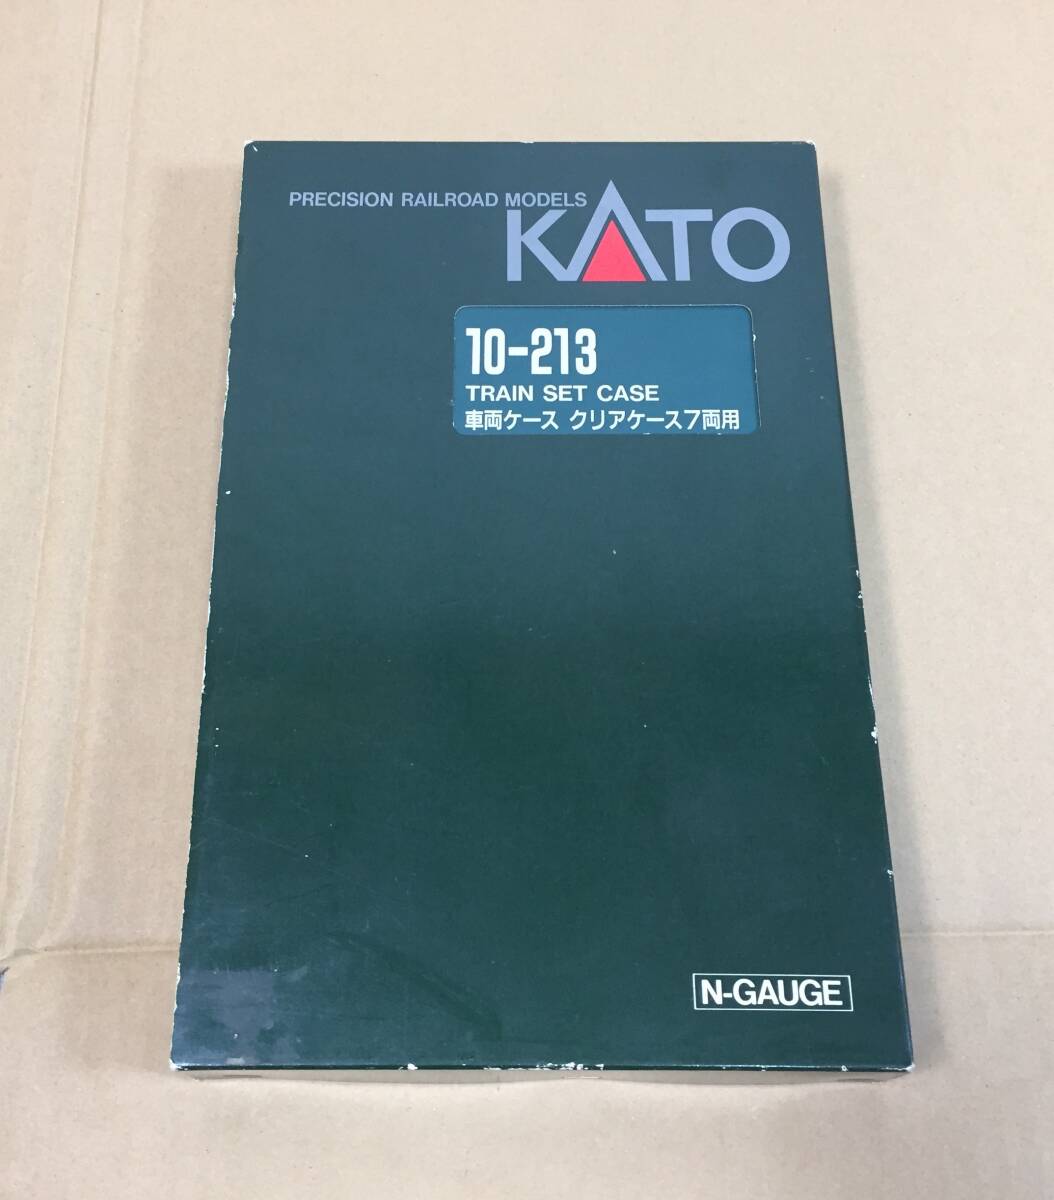 PRECISION RAILROAD MODELS
KATO
10-213
TRAIN SET CASE
車両ケース クリアケース7両用
N-GAUGE